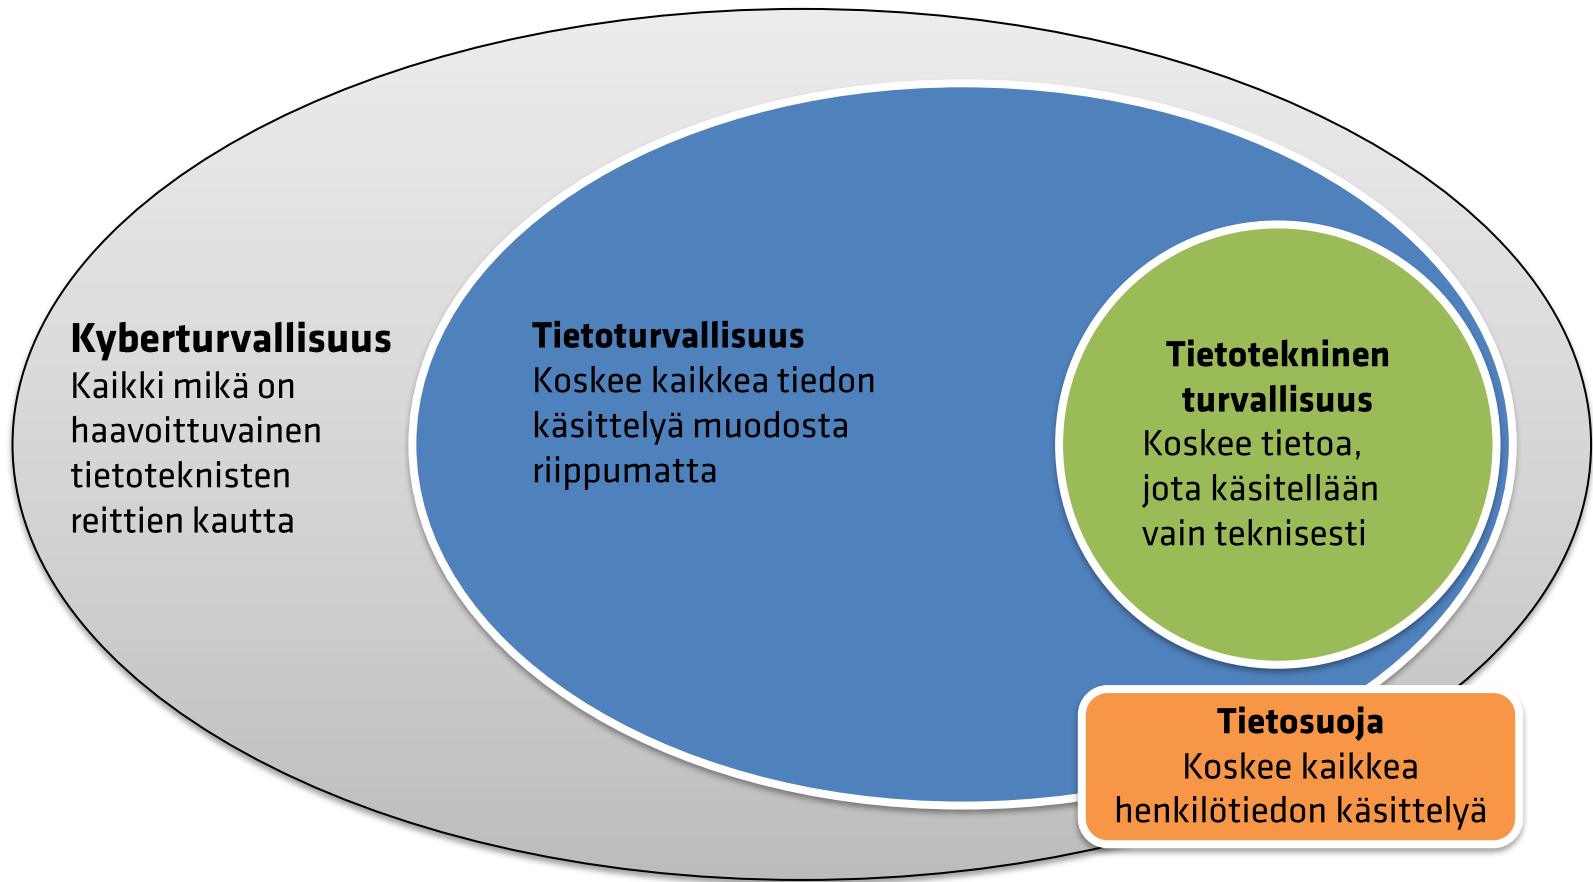 Kyberturvallisuus
Kaikki mikä on
haavoittuvainen
tietoteknisten
reittien kautta
Tietoturvallisuus
Koskee kaikkea tiedon
käsittelyä muodosta
riippumatta
Tietotekninen
turvallisuus
Koskee tietoa,
jota käsitellään
vain teknisesti
Tietosuoja
Koskee kaikkea
henkilötiedon käsittelyä